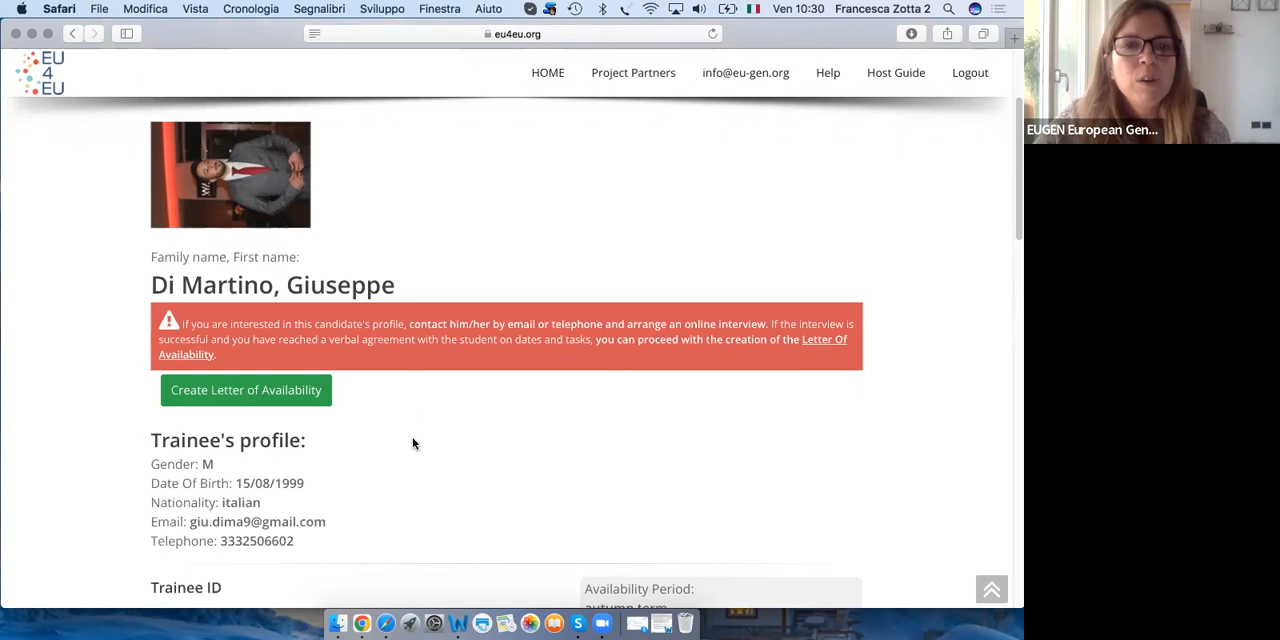 Safari File Modifica Vista Cronologia Segnalibri Sviluppo Finestra Aiuto Ven 10:30 Francesca Zotta 2
eu4eu.org
EU
4
EU
HOME Project Partners info@eu-gen.org Help Host Guide Logout
EUGEN European Gen...
Family name, First name:
Di Martino, Giuseppe
If you are interested in this candidate's profile, contact him/her by email or telephone and arrange an online interview. If the interview is
successful and you have reached a verbal agreement with the student on dates and tasks, you can proceed with the creation of the Letter Of
Availability.
Create Letter of Availability
Trainee's profile:
Gender: M
Date Of Birth: 15/08/1999
Nationality: italian
Email: giu.dima9@gmail.com
Telephone: 3332506602
Trainee ID
Availability Period:
autumn term